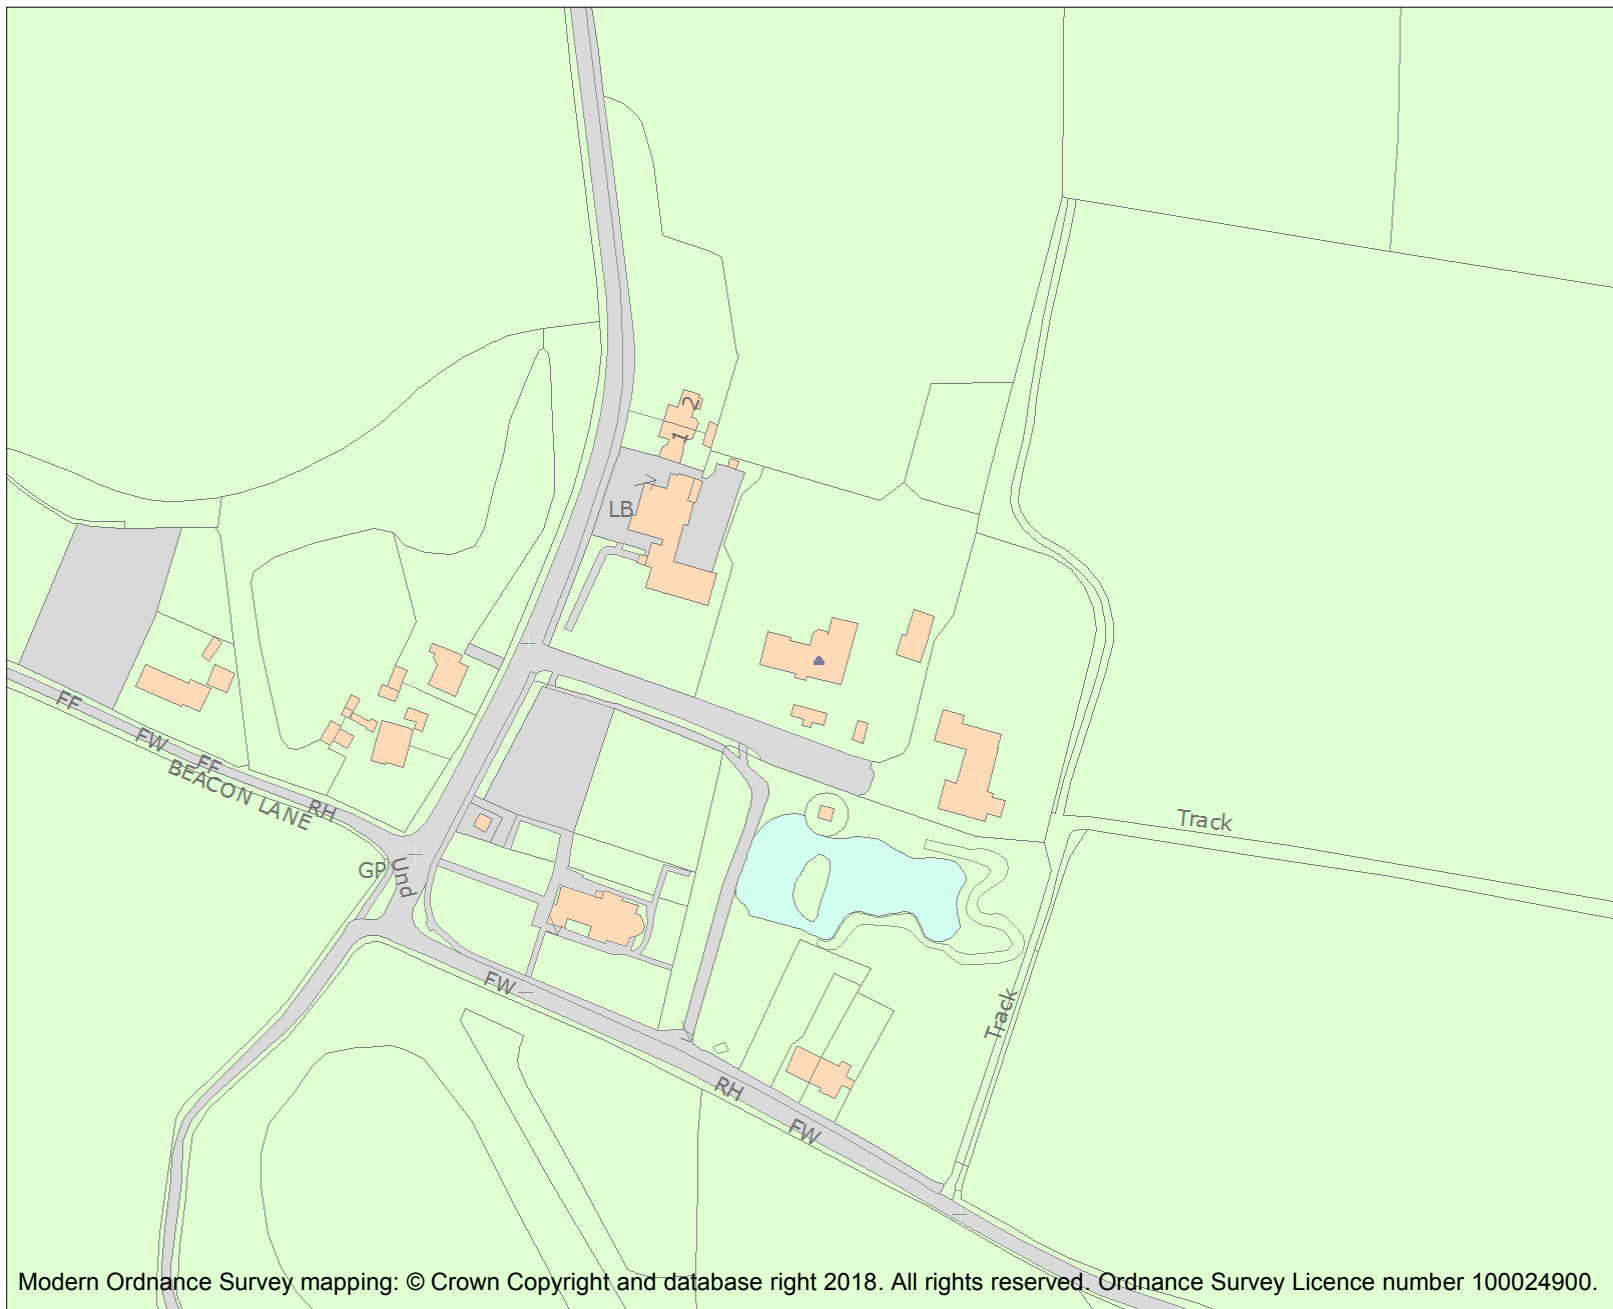 2
1
LB
FF
FW
FF
BEACON LANE
RH
Track
GP
Und
FW
Track
RH
FW
Modern Ordnance Survey mapping: © Crown Copyright and database right 2018. All rights reserved. Ordnance Survey Licence number 100024900.